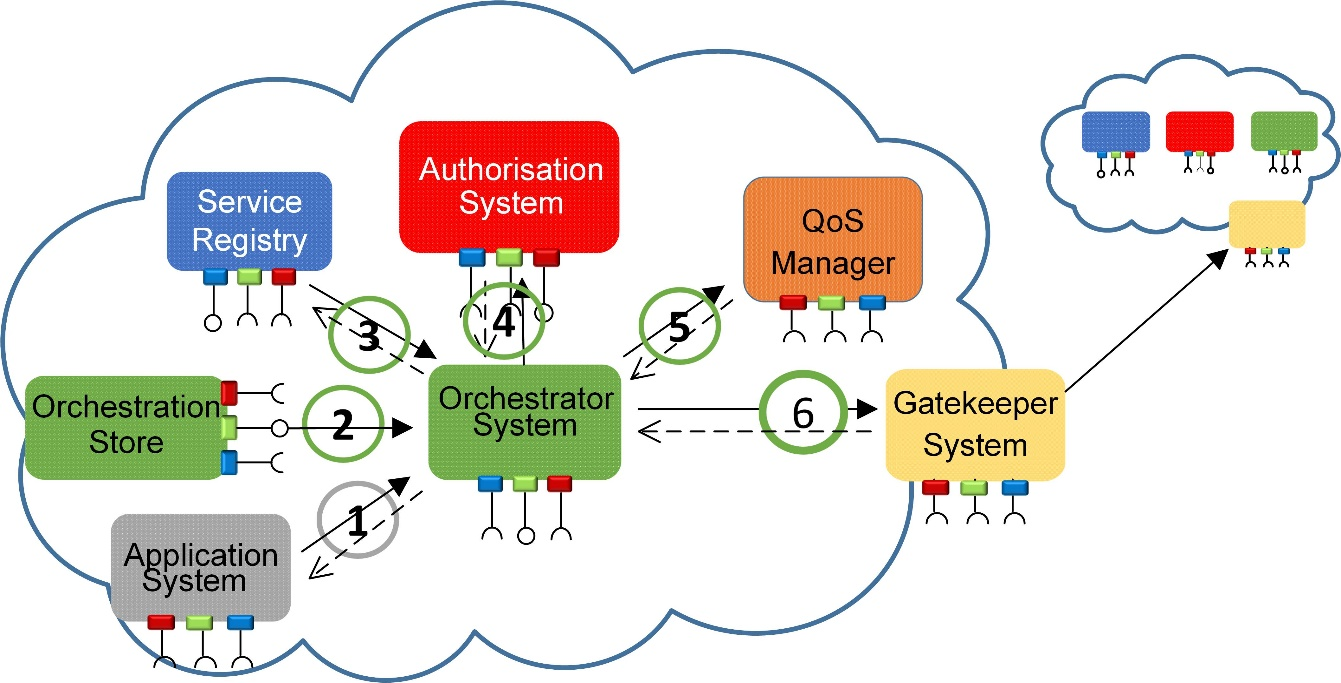 Authorisation
System
Service
Registry
QoS
Manager
3
4
5
Orchestration
Store
2
Orchestrator
System
6
Gatekeeper
System
1
Application
System